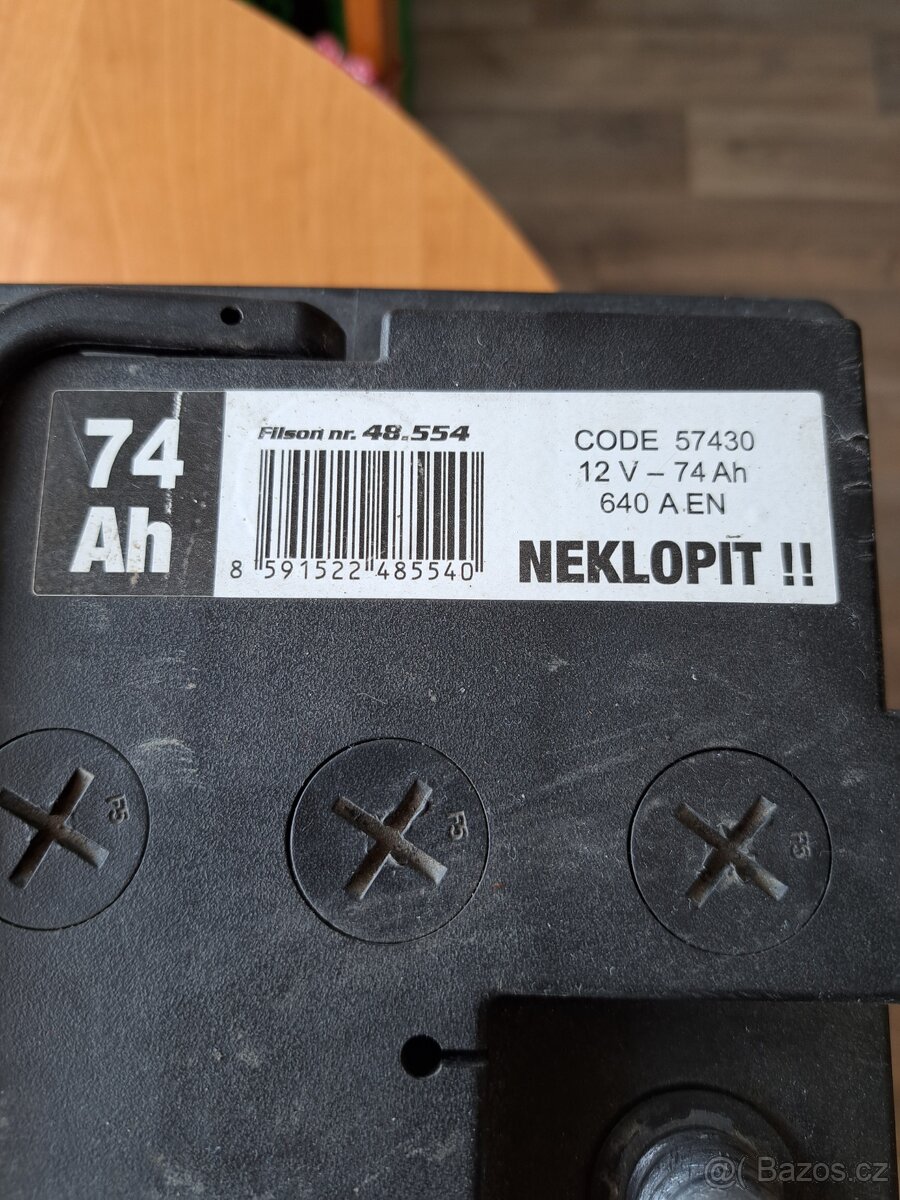 74
Ah
Filson nr. 48.554
8 591522 485540
CODE 57430
12 V – 74 Ah
640 A EN
NEKLOPIT !!
F5
F5
F5
@( Bazos.cz